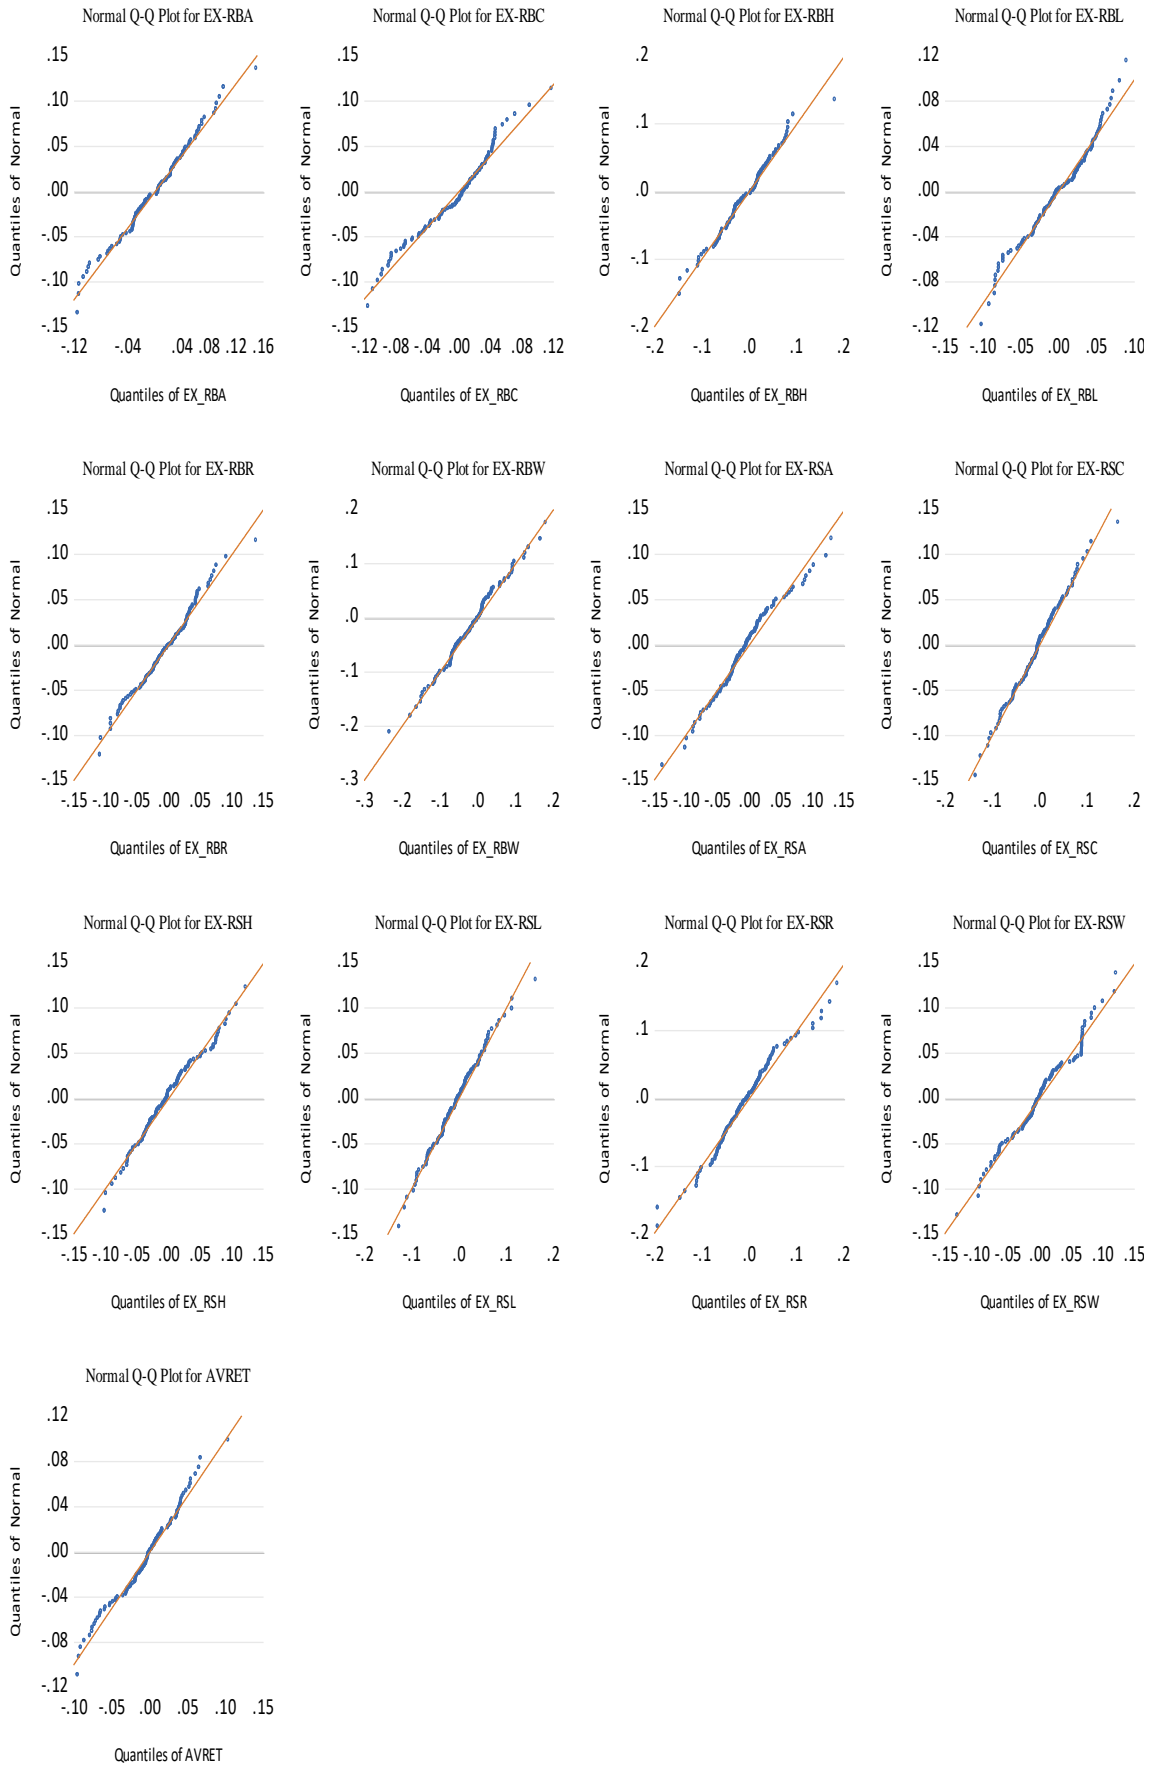 Normal Q-Q Plot for EX-RBA
.15
.10
.05
.00
-.05
-.10
-.15
-.12 -.04 .04 .08 .12 .16
Quantiles of Normal
Quantiles of EX_RBA
Normal Q-Q Plot for EX-RBC
.15
.10
.05
.00
-.05
-.10
-.15
-.12 -.08 -.04 .00 .04 .08 .12
Quantiles of Normal
Quantiles of EX_RBC
Normal Q-Q Plot for EX-RBH
.2
.1
.0
-.1
-.2
-.2 -.1 .0 .1 .2
Quantiles of Normal
Quantiles of EX_RBH
Normal Q-Q Plot for EX-RBL
.12
.08
.04
.00
-.04
-.08
-.12
-.15 -.10 -.05 .00 .05 .10
Quantiles of Normal
Quantiles of EX_RBL
Normal Q-Q Plot for EX-RBR
.15
.10
.05
.00
-.05
-.10
-.15
-.15 -.10 -.05 .00 .05 .10 .15
Quantiles of Normal
Quantiles of EX_RBR
Normal Q-Q Plot for EX-RBW
.2
.1
.0
-.1
-.2
-.3
-.3 -.2 -.1 .0 .1 .2
Quantiles of Normal
Quantiles of EX_RBW
Normal Q-Q Plot for EX-RSA
.15
.10
.05
.00
-.05
-.10
-.15
-.15 -.10 -.05 .00 .05 .10 .15
Quantiles of Normal
Quantiles of EX_RSA
Normal Q-Q Plot for EX-RSC
.15
.10
.05
.00
-.05
-.10
-.15
-.2 -.1 .0 .1 .2
Quantiles of Normal
Quantiles of EX_RSC
Normal Q-Q Plot for EX-RSH
.15
.10
.05
.00
-.05
-.10
-.15
-.15 -.10 -.05 .00 .05 .10 .15
Quantiles of Normal
Quantiles of EX_RSH
Normal Q-Q Plot for EX-RSL
.15
.10
.05
.00
-.05
-.10
-.15
-.2 -.1 .0 .1 .2
Quantiles of Normal
Quantiles of EX_RSL
Normal Q-Q Plot for EX-RSR
.2
.1
.0
-.1
-.2
-.2 -.1 .0 .1 .2
Quantiles of Normal
Quantiles of EX_RSR
Normal Q-Q Plot for EX-RSW
.15
.10
.05
.00
-.05
-.10
-.15
-.15 -.10 -.05 .00 .05 .10 .15
Quantiles of Normal
Quantiles of EX_RSW
Normal Q-Q Plot for AVRET
.12
.08
.04
.00
-.04
-.08
-.12
-.10 -.05 .00 .05 .10 .15
Quantiles of Normal
Quantiles of AVRET